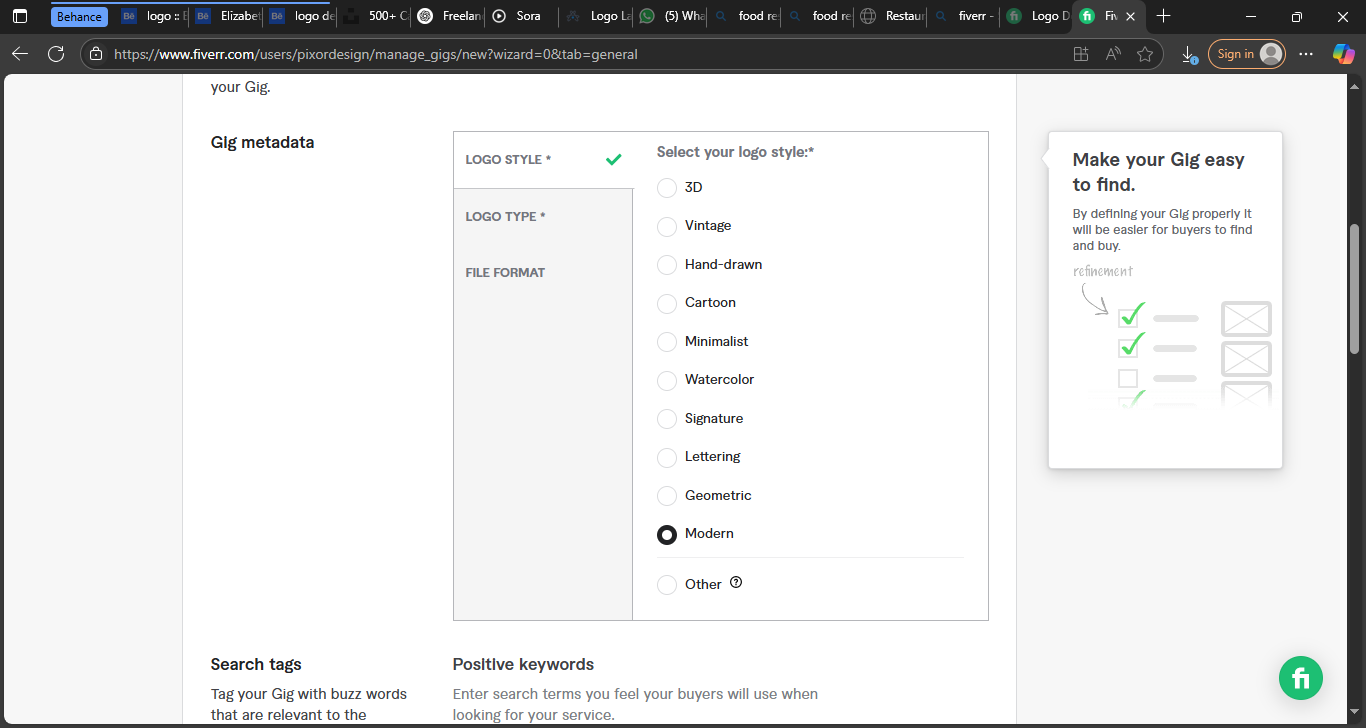 Behance
logo ::
Elizabe
logo de
500+
Freelan
Sora
Logo La
(5) Wha
food re
food re
Restau
fiverr -
Logo D
https://www.fiverr.com/users/pixordesign/manage_gigs/new?wizard=0&tab=general
Sign in
your Gig.
Gig metadata
LOGO STYLE *
LOGO TYPE *
FILE FORMAT
Select your logo style:*
3D
Vintage
Hand-drawn
Cartoon
Minimalist
Watercolor
Signature
Lettering
Geometric
Modern
Other
Make your Gig easy
to find.
By defining your Gig properly it
will be easier for buyers to find
and buy.
refinement
Search tags
Tag your Gig with buzz words
that are relevant to the
Positive keywords
Enter search terms you feel your buyers will use when
looking for your service.
fi